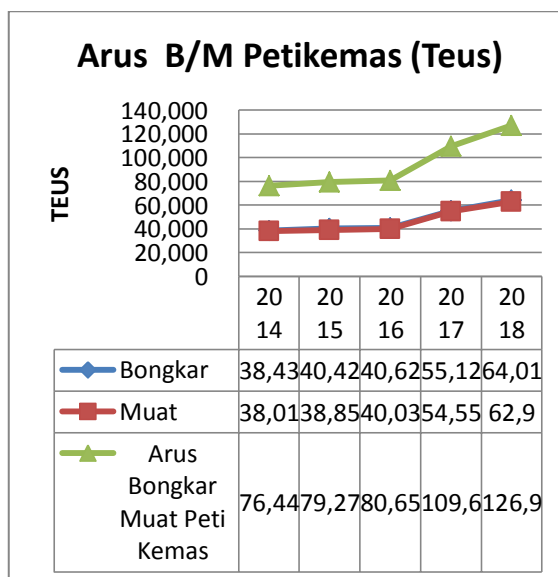 Arus B/M Petikemas (Teus)
TEUS
140,000
120,000
100,000
80,000
60,000
40,000
20,000
0
20 20 20 20 20
14 15 16 17 18
Bongkar 38,43 40,42 40,62 55,12 64,01
Muat 38,01 38,85 40,03 54,55 62,9
Arus
Bongkar
Muat Peti
Kemas
76,44 79,27 80,65 109,6 126,9